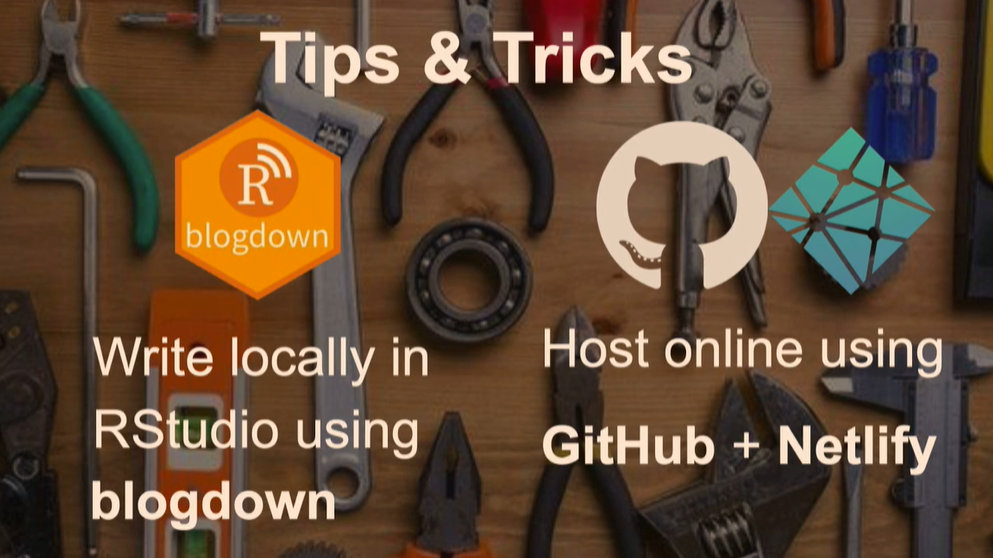 Tips & Tricks
R
blogdown
Write locally in
RStudio using
blogdown
Host online using
GitHub + Netlify